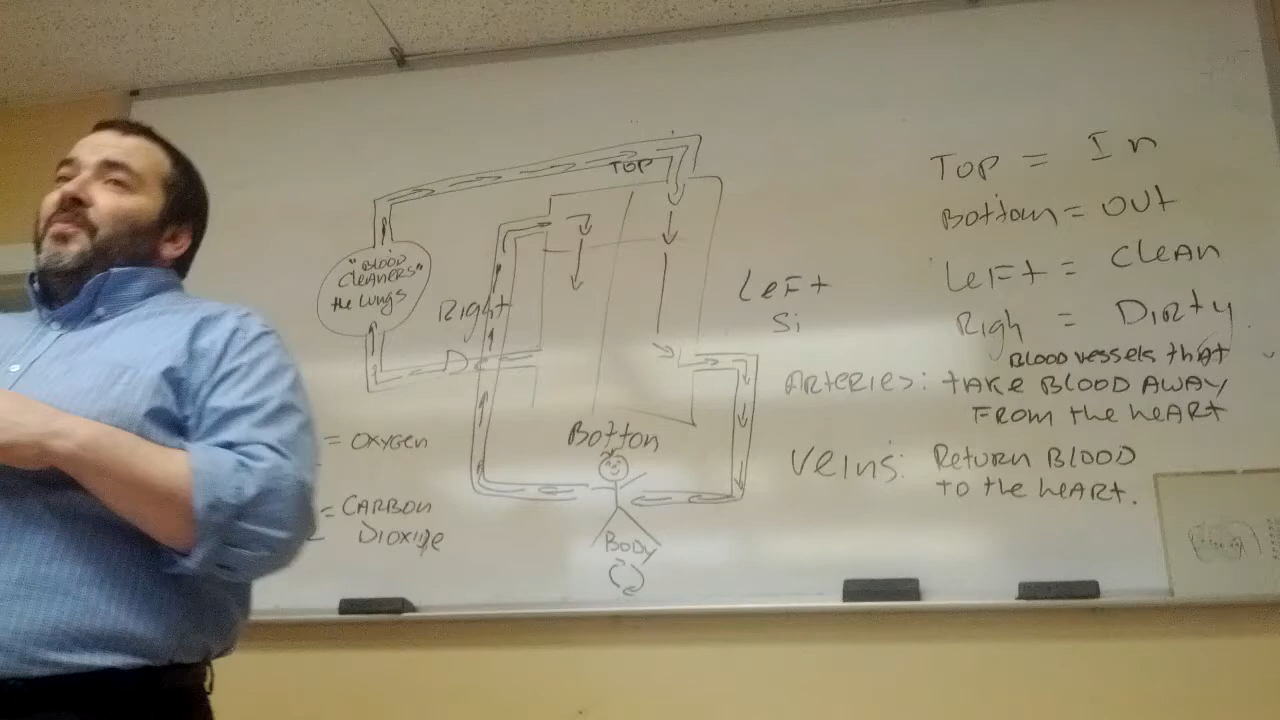 TOP
"BLOOD
CLEANERS"
the LUNGS
Right
LEFt
Si
Botton
Body
= OXYGEN
= CARBON
DIOXIDE
TOP = In
Bottom = OUt
LEFt = CLEAN
Righ = Dirty.
Arteries: BLOOD vessels that
tAKE BLOOD AWAY
FROM the heArt
Veins: Return BLOOD
to the heArt.